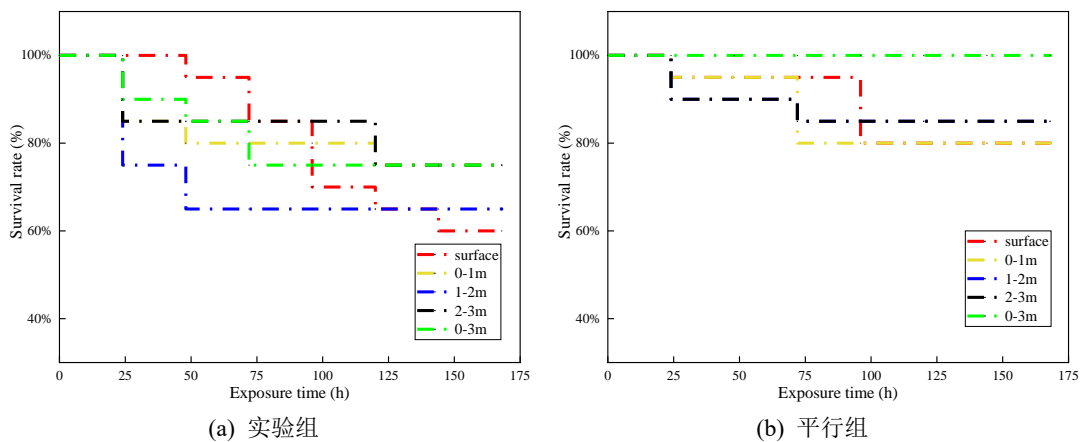 Survival rate (%)
100%
80%
60%
40%
0
25
50
75
100
125
150
175
Exposure time (h)
surface
0-1m
1-2m
2-3m
0-3m
(a) 实验组
Survival rate (%)
100%
80%
60%
40%
0
25
50
75
100
125
150
175
Exposure time (h)
surface
0-1m
1-2m
2-3m
0-3m
(b) 平行组